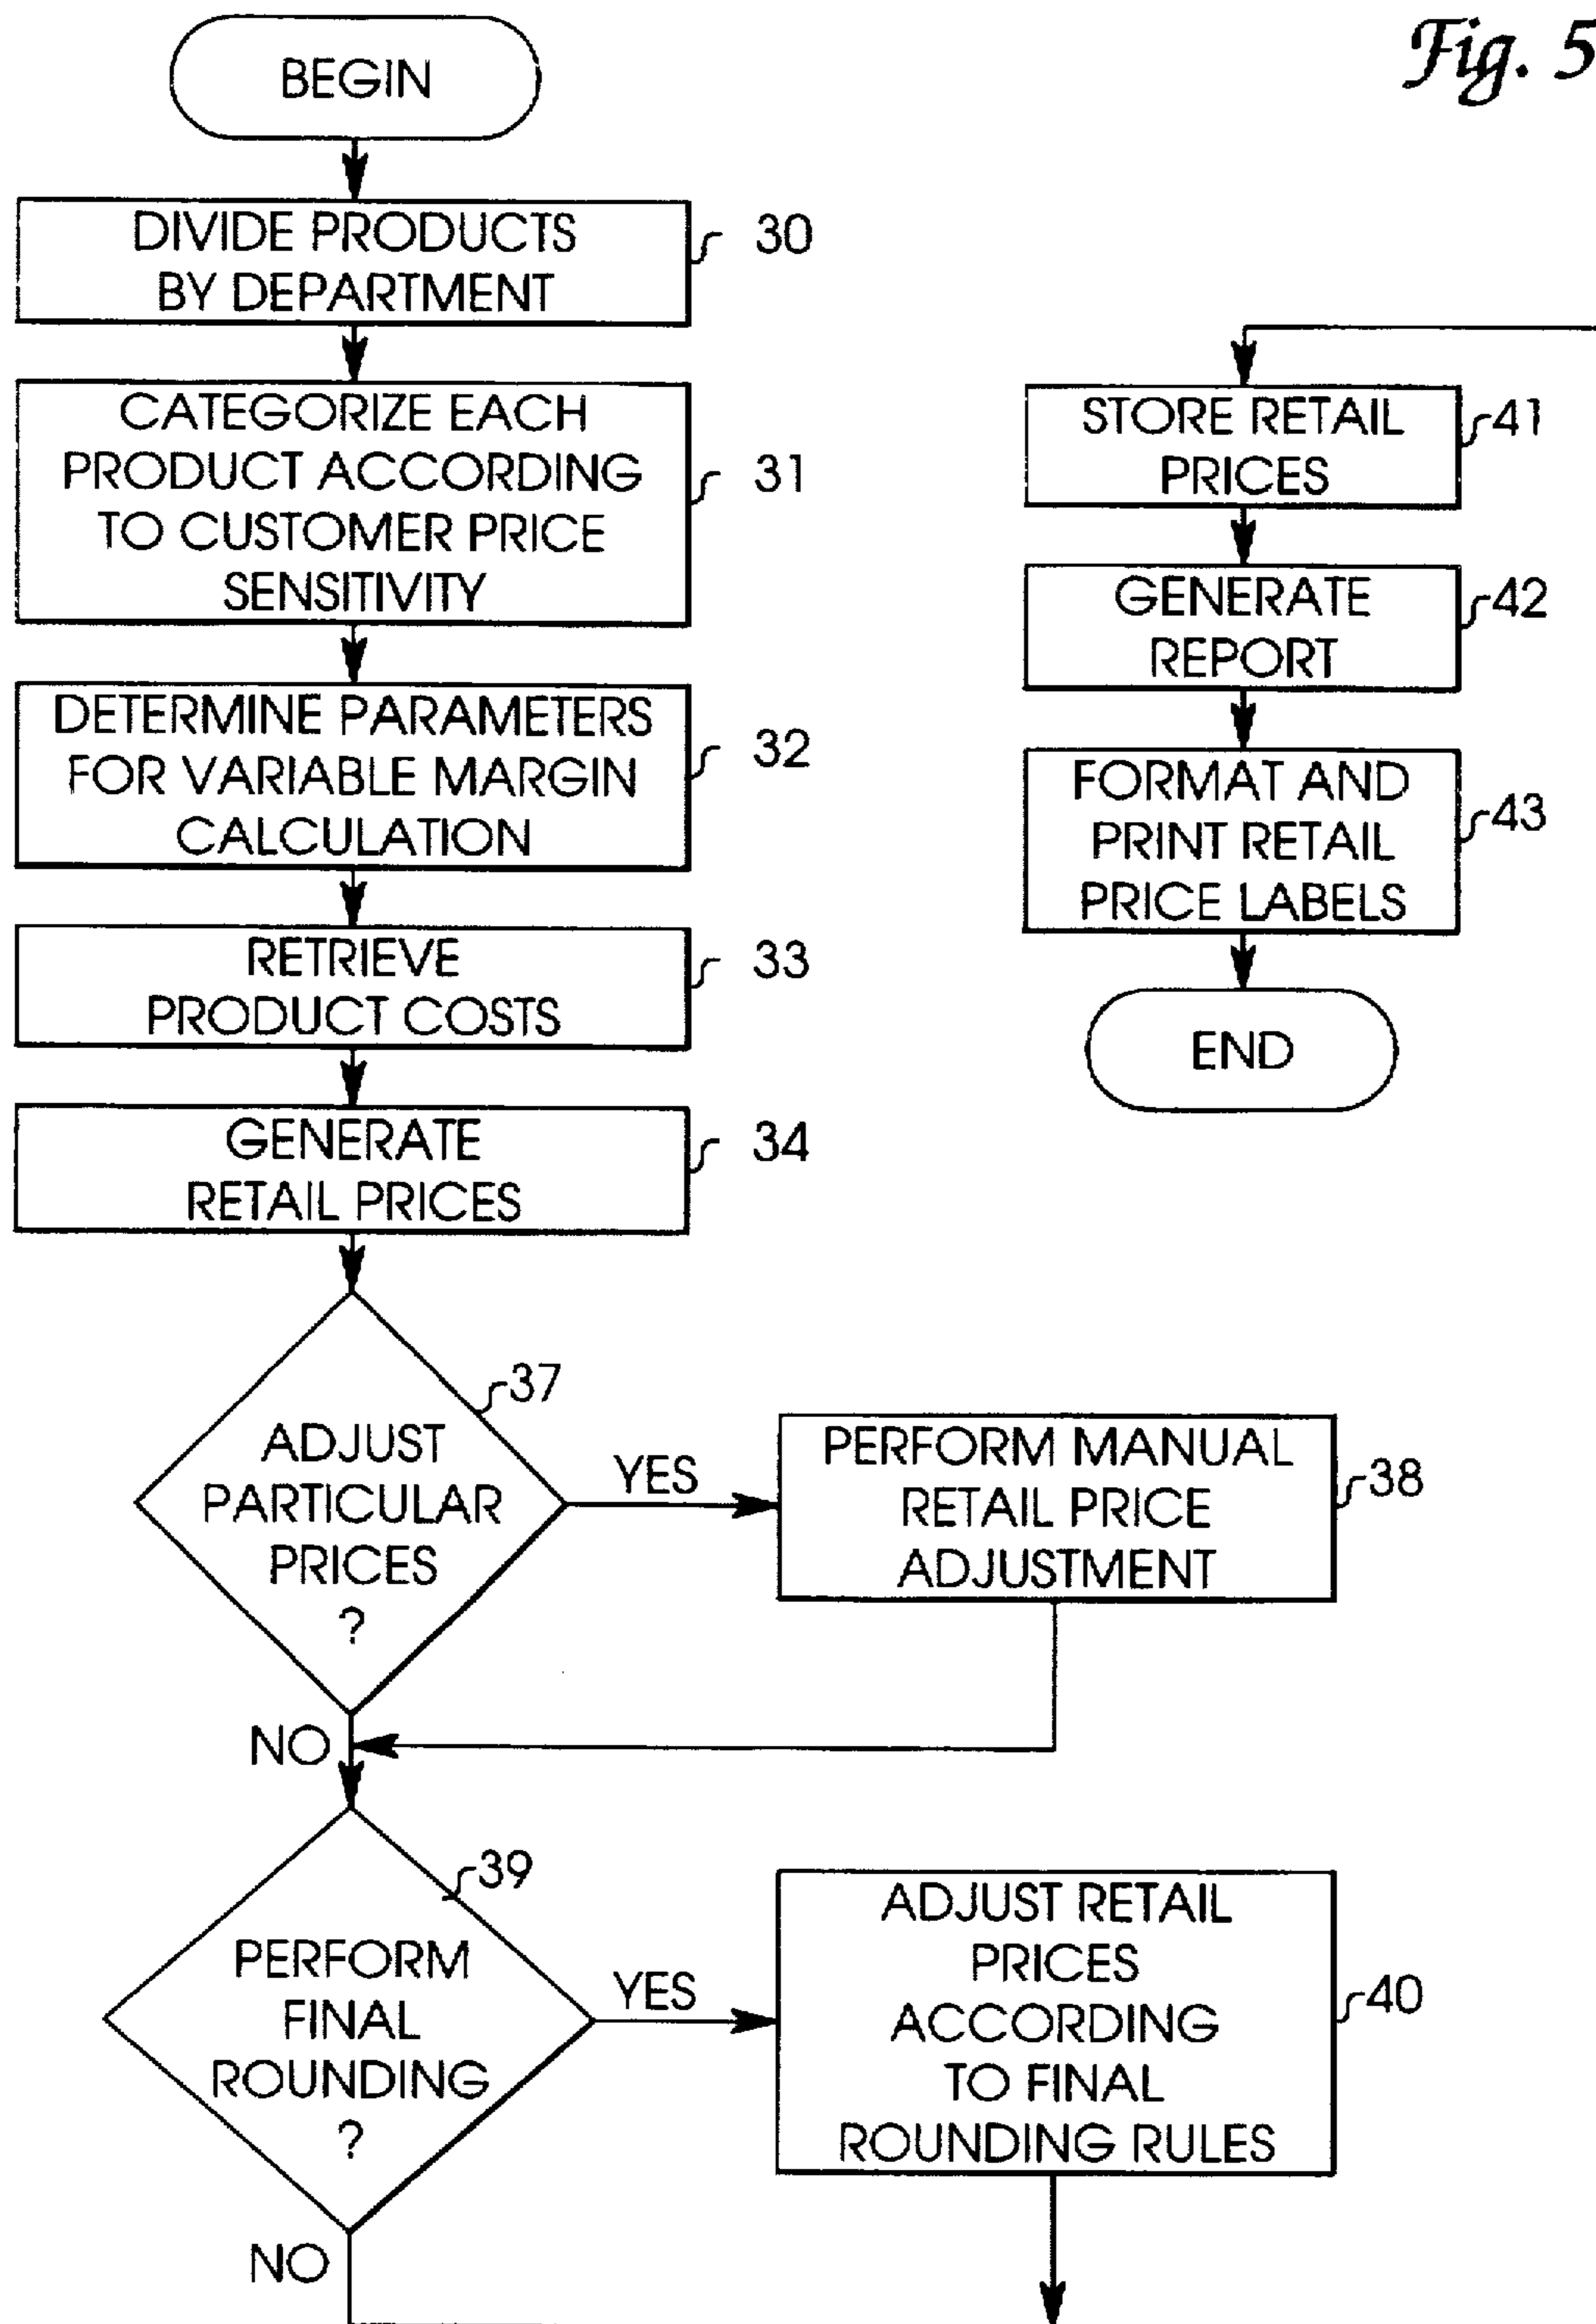 Fig. 5
BEGIN
DIVIDE PRODUCTS
BY DEPARTMENT
30
CATEGORIZE EACH
PRODUCT ACCORDING
TO CUSTOMER PRICE
SENSITIVITY
31
DETERMINE PARAMETERS
FOR VARIABLE MARGIN
CALCULATION
32
RETRIEVE
PRODUCT COSTS
33
GENERATE
RETAIL PRICES
34
ADJUST
PARTICULAR
PRICES
?
37
YES
NO
PERFORM MANUAL
RETAIL PRICE
ADJUSTMENT
38
PERFORM
FINAL
ROUNDING
?
39
YES
NO
ADJUST RETAIL
PRICES
ACCORDING
TO FINAL
ROUNDING RULES
40
STORE RETAIL
PRICES
41
GENERATE
REPORT
42
FORMAT AND
PRINT RETAIL
PRICE LABELS
43
END